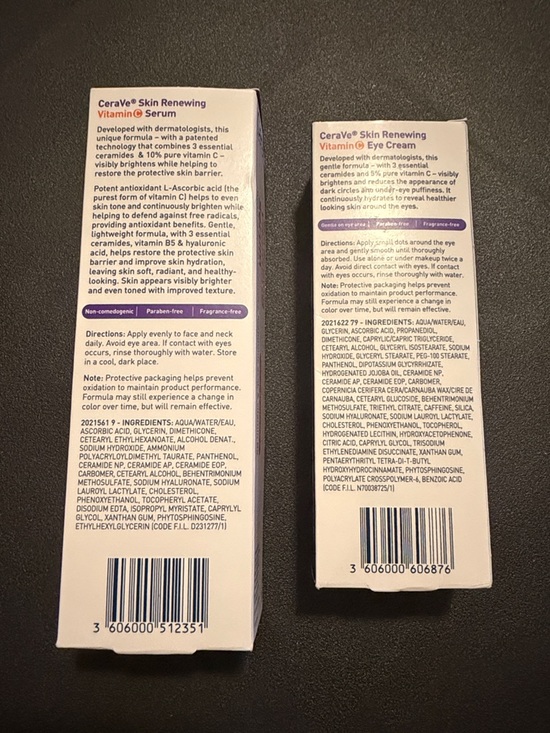 CeraVe® Skin Renewing
Vitamin C Serum
Developed with dermatologists, this
unique formula – with a patented
technology that combines 3 essential
ceramides & 10% pure vitamin C –
visibly brightens while helping to
restore the protective skin barrier.
Potent antioxidant L-Ascorbic acid (the
purest form of vitamin C) helps to even
skin tone and continuously brighten while
helping to defend against free radicals,
providing antioxidant benefits. Gentle,
lightweight formula, with 3 essential
ceramides, vitamin B5 & hyaluronic
acid, helps restore the protective skin
barrier and improve skin hydration,
leaving skin soft, radiant, and healthy-
looking. Skin appears visibly brighter
and even toned with improved texture.
Non-comedogenic | Paraben-free | Fragrance-free
Directions: Apply evenly to face and neck
daily. Avoid eye area. If contact with eyes
occurs, rinse thoroughly with water. Store
in a cool, dark place.
Note: Protective packaging helps prevent
oxidation to maintain product performance.
Formula may still experience a change in
color over time, but will remain effective.
2021561 9 - INGREDIENTS: AQUA/WATER/EAU,
ASCORBIC ACID, GLYCERIN, DIMETHICONE,
CETEARYL ETHYLHEXANOATE, ALCOHOL DENAT.,
SODIUM HYDROXIDE, AMMONIUM
POLYACRYLOYLDIMETHYL TAURATE, PANTHENOL,
CERAMIDE NP, CERAMIDE AP, CERAMIDE EOP,
CARBOMER, CETEARYL ALCOHOL, BEHENTRIMONIUM
METHOSULFATE, SODIUM HYALURONATE, SODIUM
LAUROYL LACTYLATE, CHOLESTEROL,
PHENOXYETHANOL, TOCOPHERYL ACETATE,
DISODIUM EDTA, ISOPROPYL MYRISTATE, CAPRYLYL
GLYCOL, XANTHAN GUM, PHYTOSPHINGOSINE,
ETHYLHEXYLGLYCERIN (CODE F.I.L. D231277/1)
3 606000 512351
CeraVe® Skin Renewing
Vitamin C Eye Cream
Developed with dermatologists, this
gentle formula – with 3 essential
ceramides and 5% pure vitamin C – visibly
brightens and reduces the appearance of
dark circles and under-eye puffiness. It
continuously hydrates to reveal healthier
looking skin around the eyes.
Gentle on eye area | Paraben-free | Fragrance-free
Directions: Apply small dots around the eye
area and gently smooth until thoroughly
absorbed. Use alone or under makeup twice a
day. Avoid direct contact with eyes. If contact
with eyes occurs, rinse thoroughly with water.
Note: Protective packaging helps prevent
oxidation to maintain product performance.
Formula may still experience a change in
color over time, but will remain effective.
2021622 79 - INGREDIENTS: AQUA/WATER/EAU,
GLYCERIN, ASCORBIC ACID, PROPANEDIOL,
DIMETHICONE, CAPRYLIC/CAPRIC TRIGLYCERIDE,
CETEARYL ALCOHOL, GLYCERYL ISOSTEARATE, SODIUM
HYDROXIDE, GLYCERYL STEARATE, PEG-100 STEARATE,
PANTHENOL, DIPOTASSIUM GLYCYRRHIZATE,
HYDROGENATED JOJOBA OIL, CERAMIDE NP,
CERAMIDE AP, CERAMIDE EOP, CARBOMER,
COPERNICIA CERIFERA CERA/CARNAUBA WAX/CIRE DE
CARNAUBA, CETEARYL GLUCOSIDE, BEHENTRIMONIUM
METHOSULFATE, TRIETHYL CITRATE, CAFFEINE, SILICA,
SODIUM HYALURONATE, SODIUM LAUROYL LACTYLATE,
CHOLESTEROL, PHENOXYETHANOL, TOCOPHEROL,
HYDROGENATED LECITHIN, HYDROXYACETOPHENONE,
CITRIC ACID, CAPRYLYL GLYCOL, TRISODIUM
ETHYLENEDIAMINE DISUCCINATE, XANTHAN GUM,
PENTAERYTHRITYL TETRA-DI-T-BUTYL
HYDROXYHYDROCINNAMATE, PHYTOSPHINGOSINE,
POLYACRYLATE CROSSPOLYMER-6, BENZOIC ACID
(CODE F.I.L. N70038725/1)
3 606000 606876